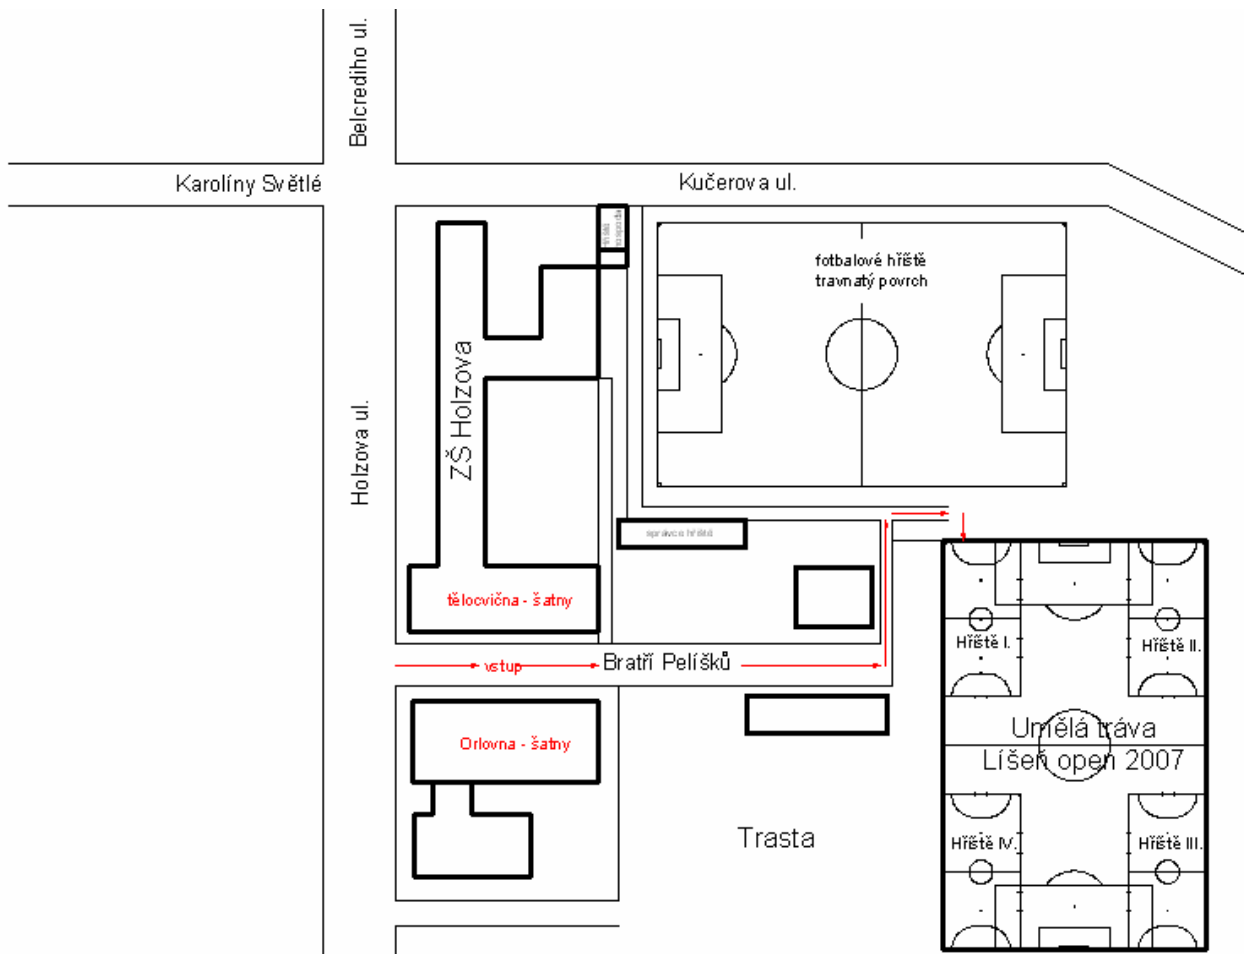 Belcrediho ul.
Karolíny Světlé
Kučerova ul.
fotbalové hřiště
travnatý povrch
ZŠ Holzova
Holzova ul.
správce hřiště
tělocvična - šatny
vstup
Bratří Pelíšků
Hřiště I.
Hřiště II.
Orlovna - šatny
Umělá tráva
Líšeň open 2007
Trasta
Hřiště IV.
Hřiště III.